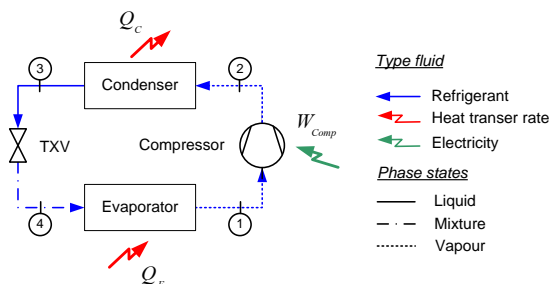 Q_C
3
2
Condenser
TXV
Compressor
W_Comp
4
Evaporator
1
Q_E
Type fluid
Refrigerant
Heat transer rate
Electricity
Phase states
Liquid
Mixture
Vapour